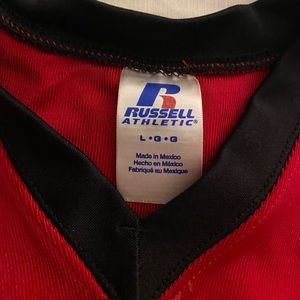 R
RUSSELL
ATHLETIC®
L • G • G
Made in Mexico
Hecho en México
Fabriqué au Mexique